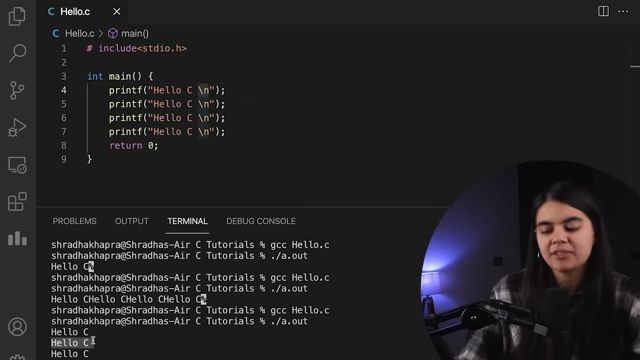 Hello.c
Hello.c > main()
1 # include<stdio.h>
2
3 int main() {
4 printf("Hello C \n");
5 printf("Hello C \n");
6 printf("Hello C \n");
7 printf("Hello C \n");
8 return 0;
9 }
PROBLEMS OUTPUT TERMINAL DEBUG CONSOLE
shradhakhapra@Shradhas-Air C Tutorials % gcc Hello.c
shradhakhapra@Shradhas-Air C Tutorials % ./a.out
Hello C%
shradhakhapra@Shradhas-Air C Tutorials % gcc Hello.c
shradhakhapra@Shradhas-Air C Tutorials % ./a.out
Hello CHello CHello CHello C%
shradhakhapra@Shradhas-Air C Tutorials % gcc Hello.c
shradhakhapra@Shradhas-Air C Tutorials % ./a.out
Hello C
Hello C
Hello C